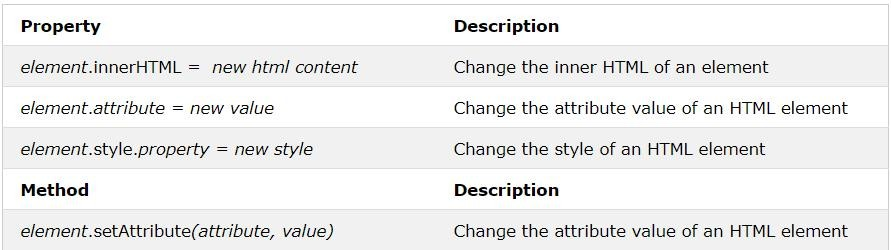 Property Description
element.innerHTML = new html content Change the inner HTML of an element
element.attribute = new value Change the attribute value of an HTML element
element.style.property = new style Change the style of an HTML element
Method Description
element.setAttribute(attribute, value) Change the attribute value of an HTML element